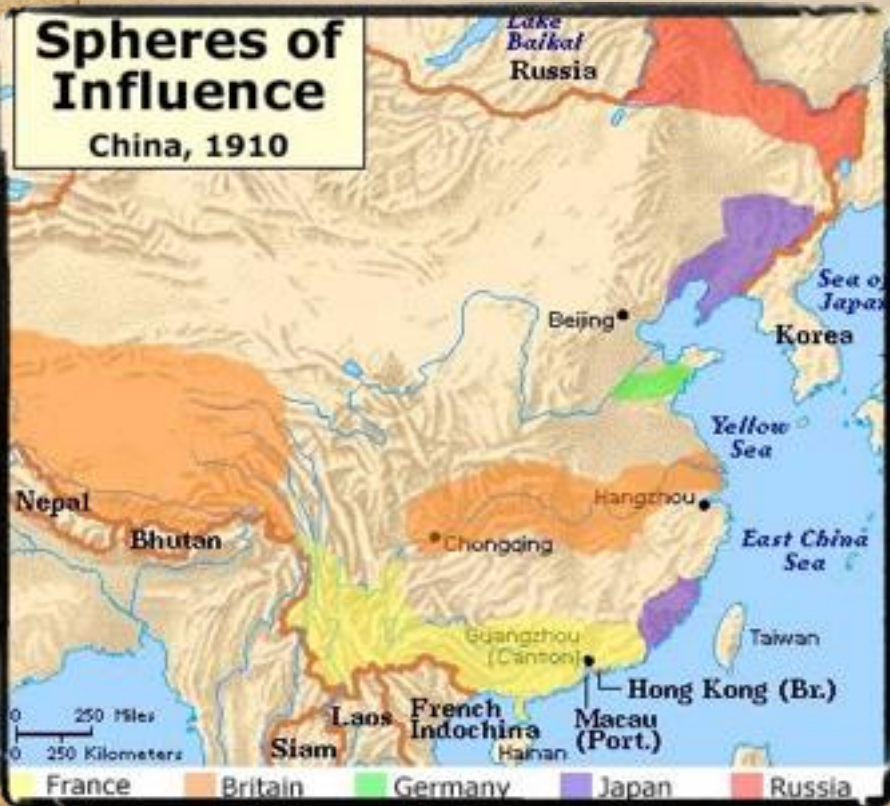 Spheres of
Influence
China, 1910
Lake
Baikal
Russia
Sea o
Japan
Beijing
Korea
Yellow
Sea
Nepal
Hangzhou
Bhutan
Chongqing
East China
Sea
Guangzhou
(Canton)
Taiwan
Hong Kong (Br.)
Laos
French
Indochina
Macau
(Port.)
0 250 Miles
0 250 Kilometers
Siam
Hainan
France Britain Germany Japan Russia